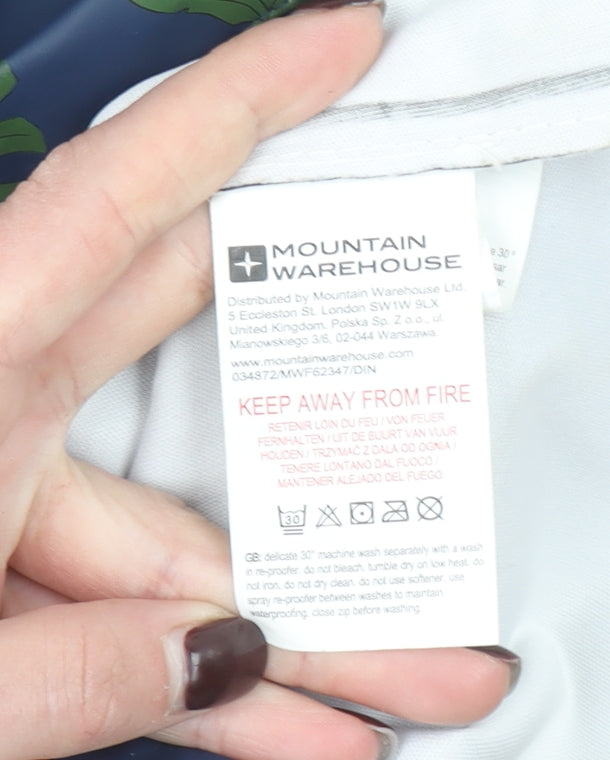 MOUNTAIN
WAREHOUSE
Distributed by Mountain Warehouse Ltd.
5 Eccleston St. London SW1W 9LX
United Kingdom, Polska Sp. Z o.o., ul.
Mianowskiego 3/6, 02-044 Warszawa.
www.mountainwarehouse.com
034872/MWF62347/DIN
KEEP AWAY FROM FIRE
RETENIR LOIN DU FEU / VON FEUER
FERNHALTEN / UIT DE BUURT VAN VUUR
HOUDEN / TRZYMAĆ Z DALA OD OGNIA /
TENERE LONTANO DAL FUOCO /
MANTENER ALEJADO DEL FUEGO
30
GB: delicate 30° machine wash separately with a wash
in re-proofer, do not bleach, tumble dry on low heat, do
not iron, do not dry clean, do not use softener, use
spray re-proofer between washes to maintain
waterproofing, close zip before washing.
30°